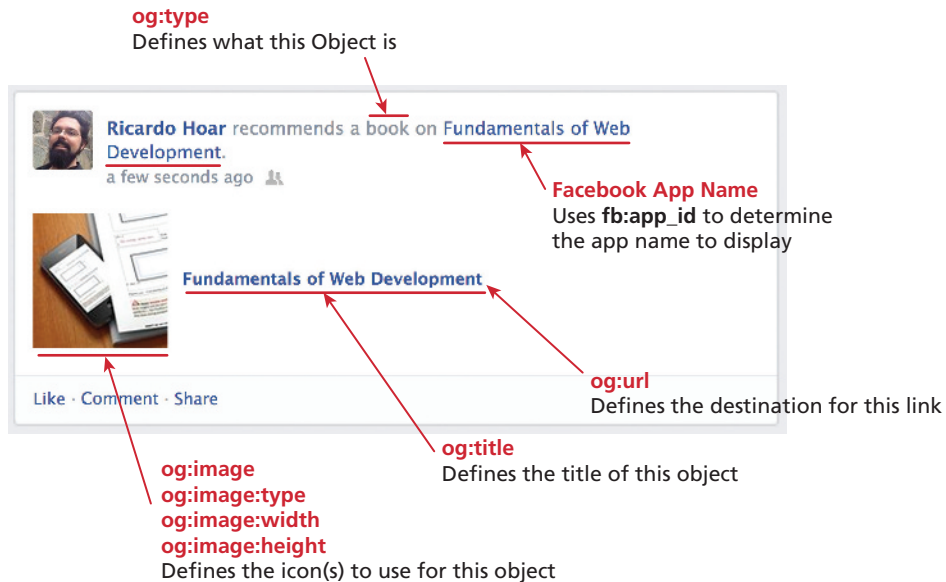 og:type
Defines what this Object is
Ricardo Hoar recommends a book on Fundamentals of Web
Development.
a few seconds ago
Facebook App Name
Uses fb:app_id to determine
the app name to display
Fundamentals of Web Development
og:url
Defines the destination for this link
Like · Comment · Share
og:title
Defines the title of this object
og:image
og:image:type
og:image:width
og:image:height
Defines the icon(s) to use for this object